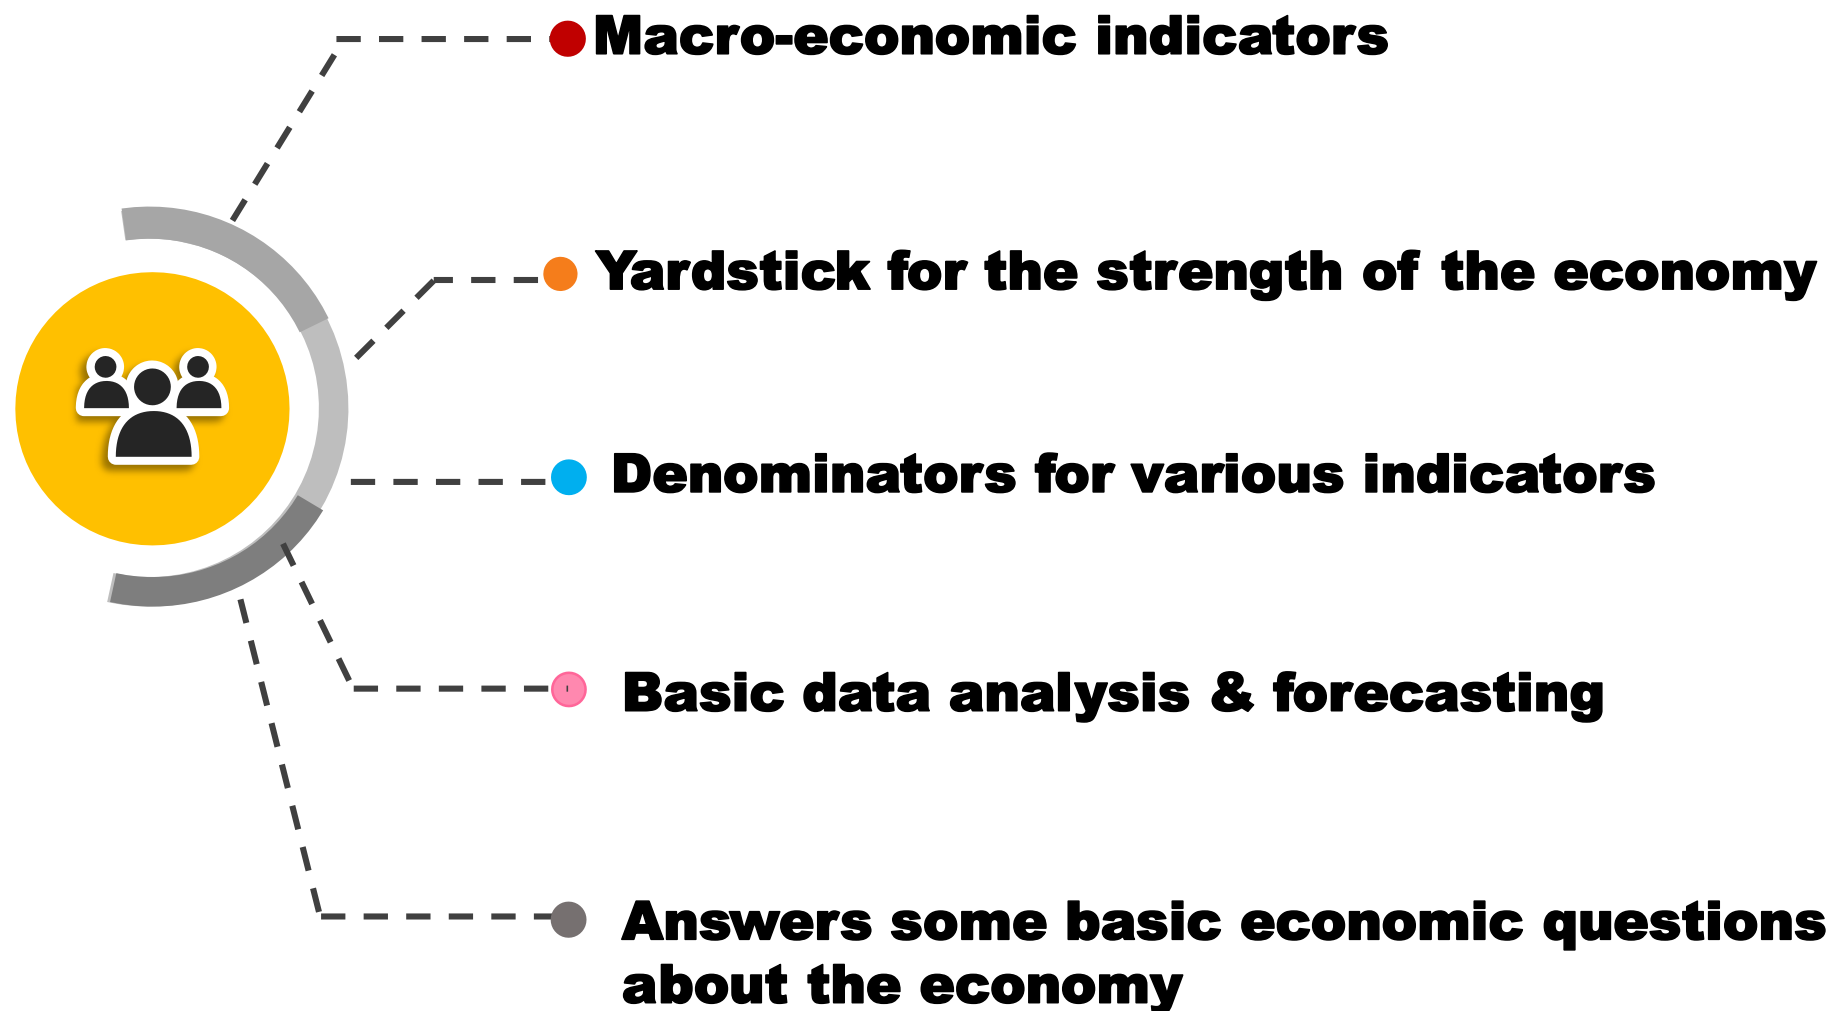 Macro-economic indicators
Yardstick for the strength of the economy
Denominators for various indicators
Basic data analysis & forecasting
Answers some basic economic questions
about the economy